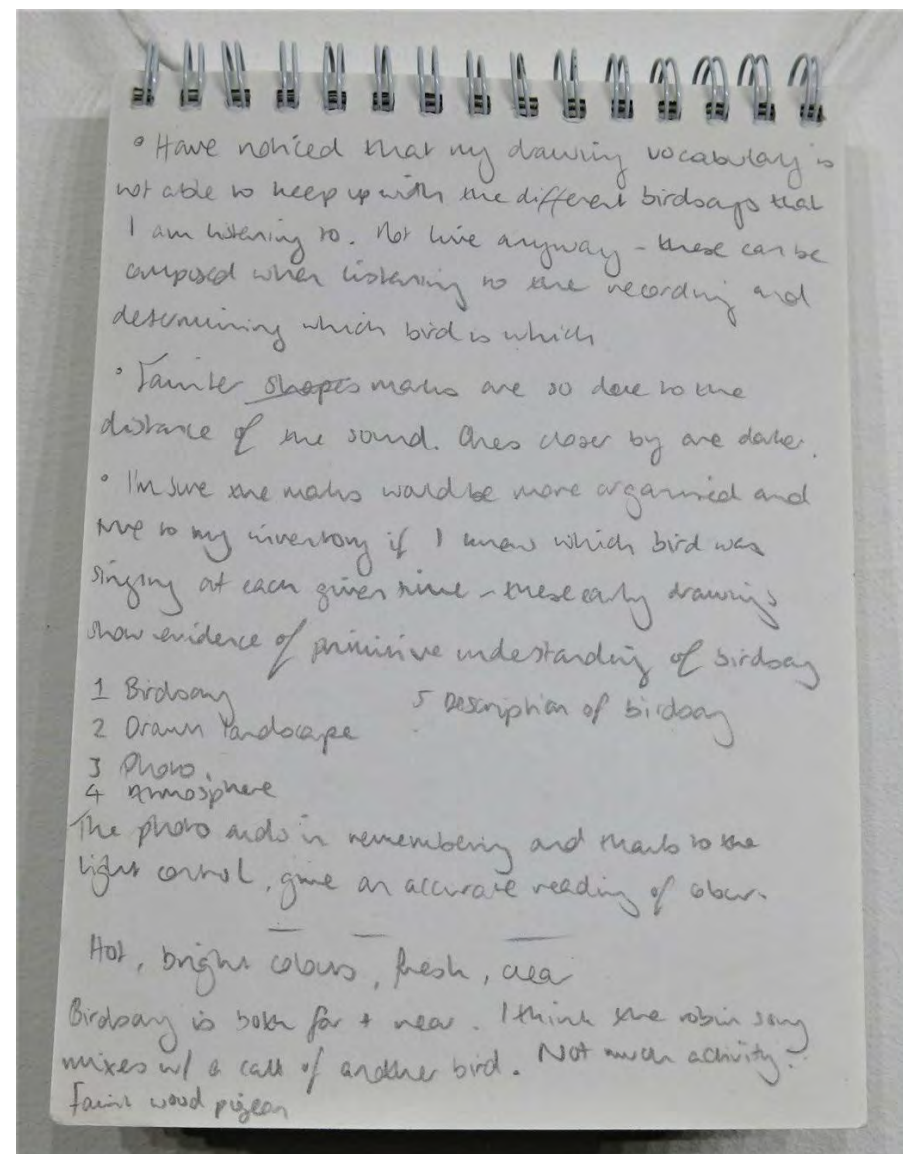 • Have noticed that my drawing vocabulary is
not able to keep up with the different birdsongs that
I am listening to. Not live anyway - these can be
composed when listening to the recording and
determining which bird is which
• Fainter shapes marks are so due to the
distance of the sound. Ones closer by are darker.
• I'm sure the marks would be more organised and
true to my inventory if I knew which bird was
singing at each given time - these early drawings
show evidence of primitive understanding of birdsong
1 Birdsong 5 Description of birdsong
2 Drawn landscape
3 Photo.
4 Atmosphere
The photo aids in remembering and thanks to the
light control, give an accurate reading of colour.
Hot, bright colours, fresh, clear
Birdsong is both far + near. I think the robin song
mixes w/ a call of another bird. Not much activity.
Faint wood pigeon